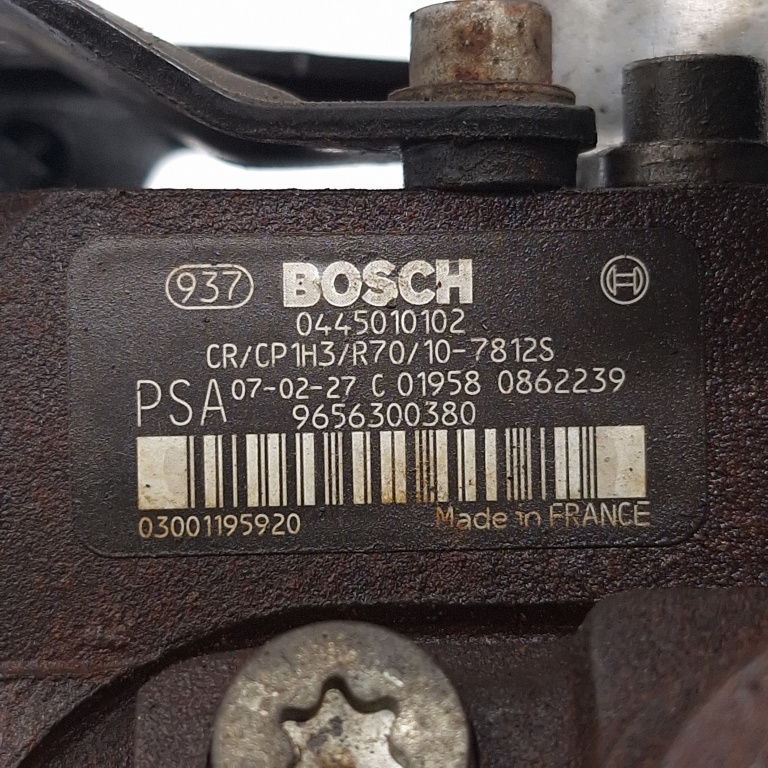 937 BOSCH
0445010102
CR/CP1H3/R70/10-7812S
PSA 07-02-27 C 01958 0862239
9656300380
03001195920 Made in FRANCE